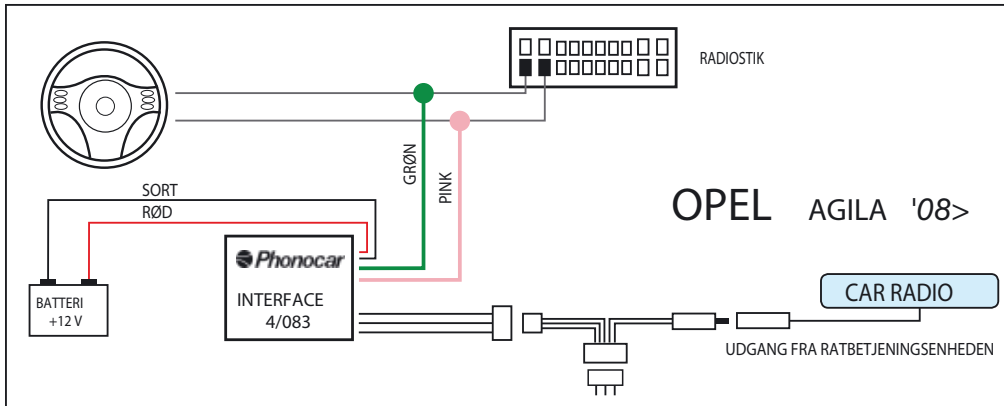 RADIOSTIK
GRØN
PINK
SORT
RØD
OPEL AGILA '08>
Phonocar
INTERFACE
4/083
BATTERI
+12 V
CAR RADIO
UDGANG FRA RATBETJENINGSENHEDEN